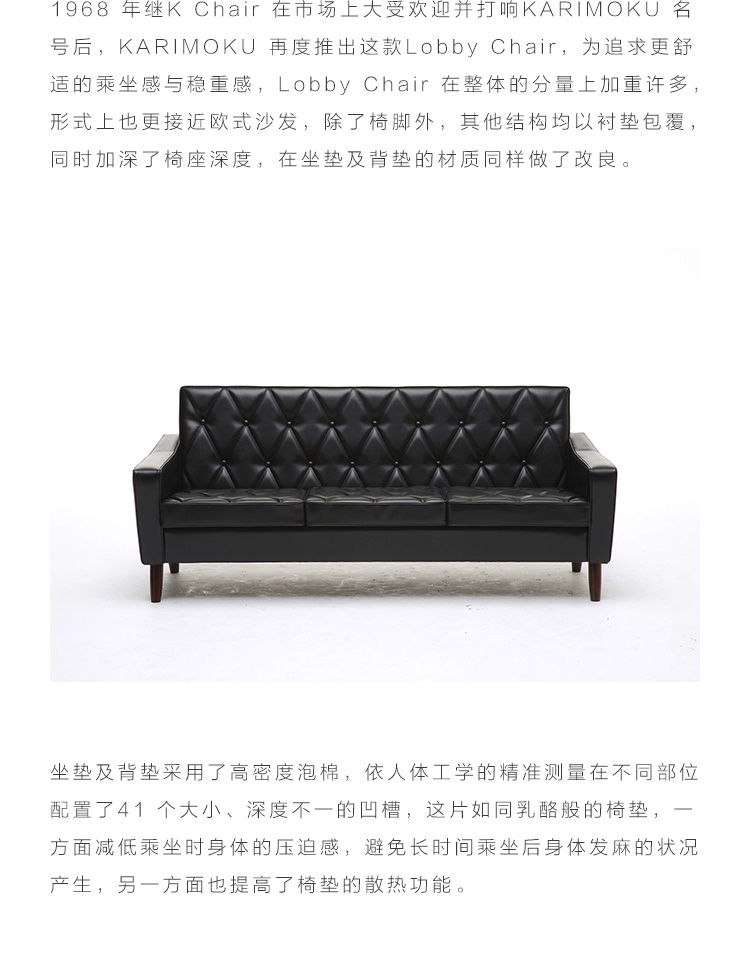 1968 年继K Chair 在市场上大受欢迎并打响KARIMOKU 名
号后，KARIMOKU 再度推出这款Lobby Chair，为追求更舒
适的乘坐感与稳重感，Lobby Chair 在整体的分量上加重许多，
形式上也更接近欧式沙发，除了椅脚外，其他结构均以衬垫包覆，
同时加深了椅座深度，在坐垫及背垫的材质同样做了改良。
坐垫及背垫采用了高密度泡棉，依人体工学的精准测量在不同部位
配置了41 个大小、深度不一的凹槽，这片如同乳酪般的椅垫，一
方面减低乘坐时身体的压迫感，避免长时间乘坐后身体发麻的状况
产生，另一方面也提高了椅垫的散热功能。